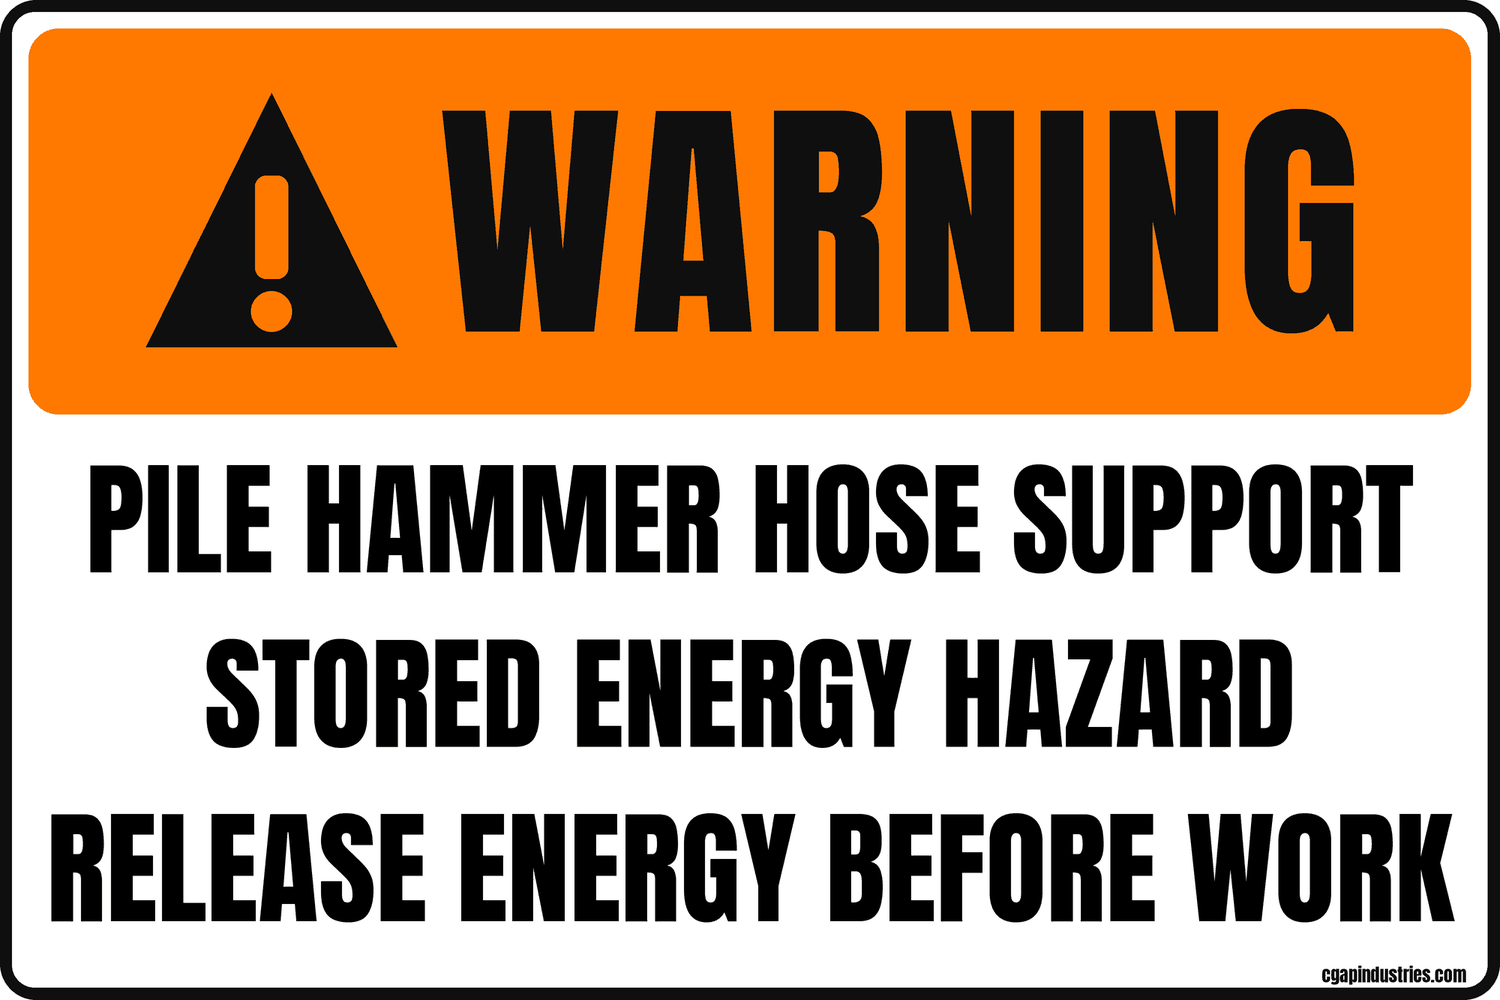 WARNING
PILE HAMMER HOSE SUPPORT
STORED ENERGY HAZARD
RELEASE ENERGY BEFORE WORK
cgapindustries.com